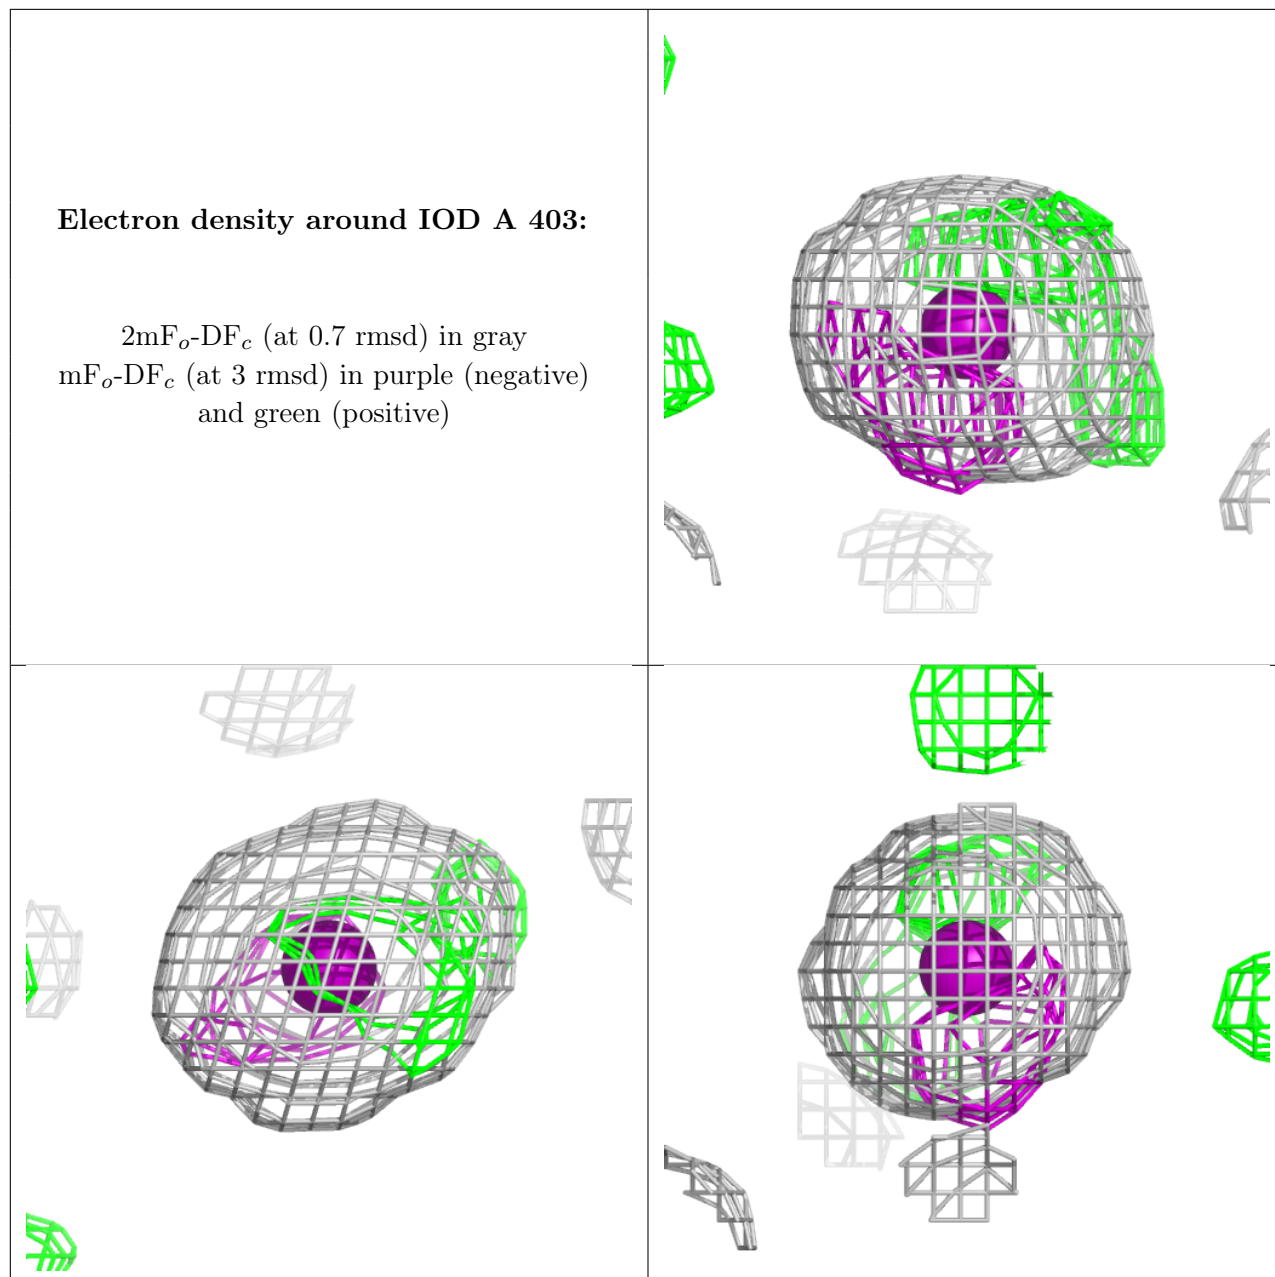 Electron density around IOD A 403:
2mFo-DFc (at 0.7 rmsd) in gray
mFo-DFc (at 3 rmsd) in purple (negative)
and green (positive)